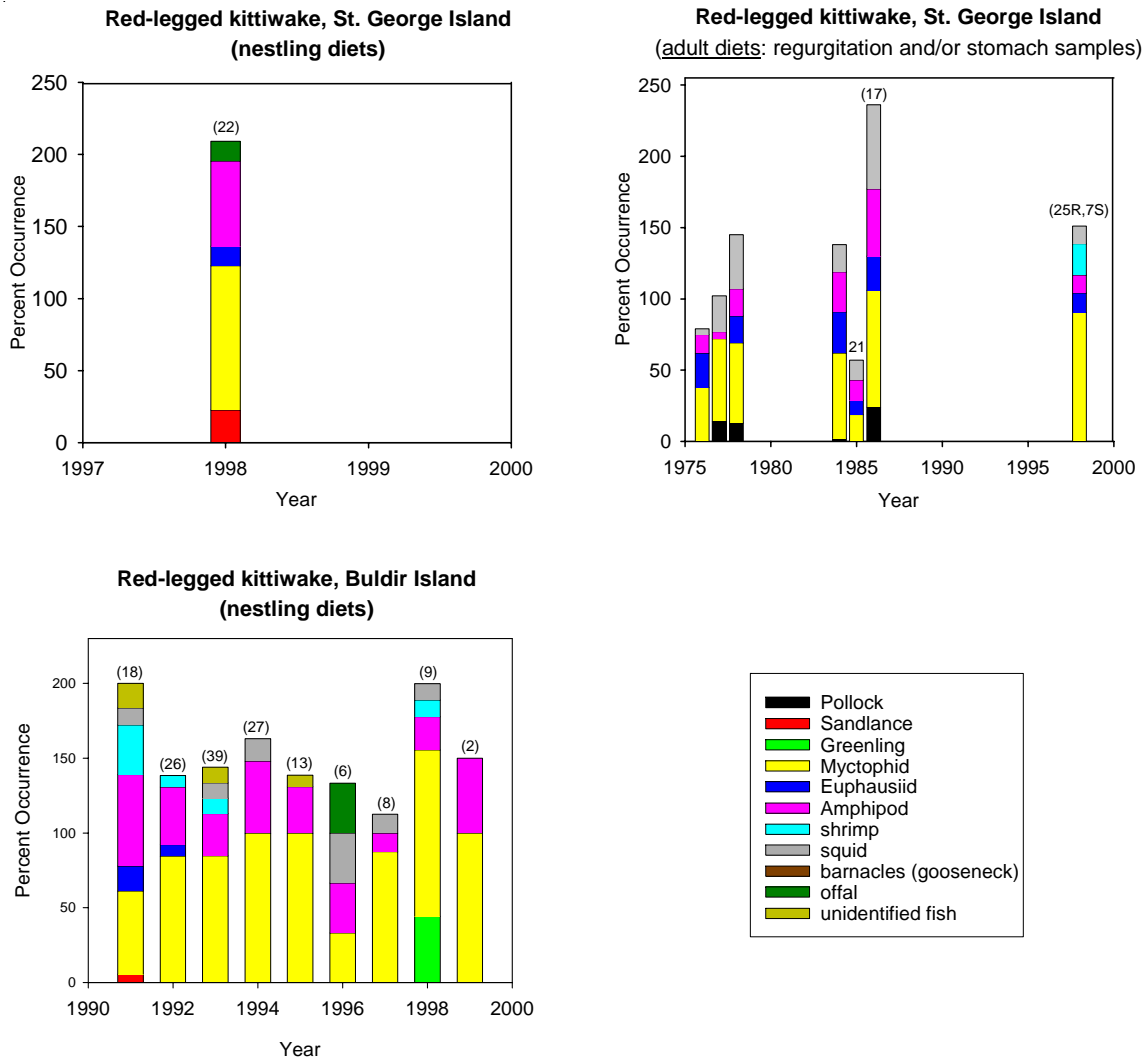 Red-legged kittiwake, St. George Island
(nestling diets)
250
200
150
100
50
0
Percent Occurrence
(22)
1997
1998
1999
2000
Year
Red-legged kittiwake, St. George Island
(adult diets: regurgitation and/or stomach samples)
250
200
150
100
50
0
Percent Occurrence
(17)
21
(25R,7S)
1975
1980
1985
1990
1995
2000
Year
Red-legged kittiwake, Buldir Island
(nestling diets)
200
150
100
50
0
Percent Occurrence
(18)
(26)
(39)
(27)
(13)
(6)
(8)
(9)
(2)
1990
1992
1994
1996
1998
2000
Year
Pollock
Sandlance
Greenling
Myctophid
Euphausiid
Amphipod
shrimp
squid
barnacles (gooseneck)
offal
unidentified fish